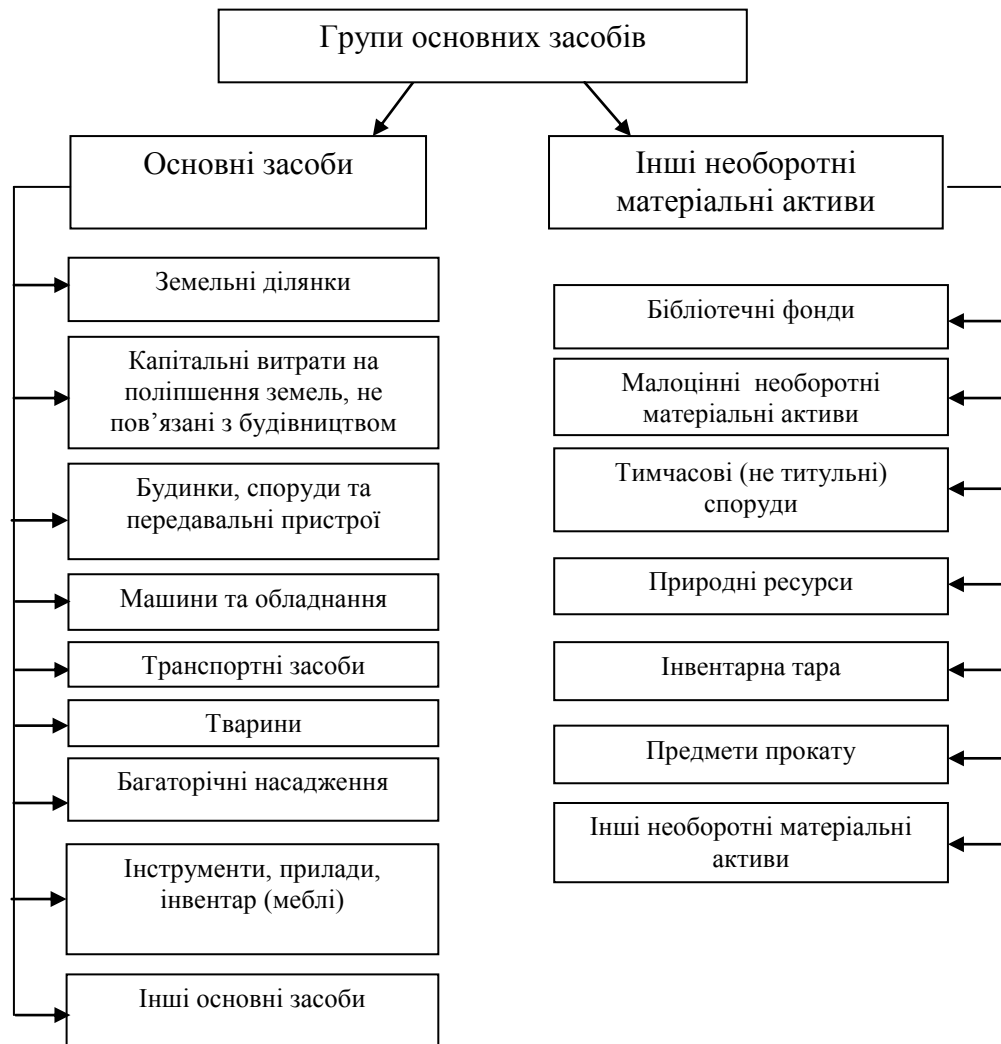 Групи основних засобів
Основні засоби
Інші необоротні
матеріальні активи
Земельні ділянки
Капітальні витрати на
поліпшення земель, не
пов’язані з будівництвом
Будинки, споруди та
передавальні пристрої
Машини та обладнання
Транспортні засоби
Тварини
Багаторічні насадження
Інструменти, прилади,
інвентар (меблі)
Інші основні засоби
Бібліотечні фонди
Малоцінні необоротні
матеріальні активи
Тимчасові (не титульні)
споруди
Природні ресурси
Інвентарна тара
Предмети прокату
Інші необоротні матеріальні
активи